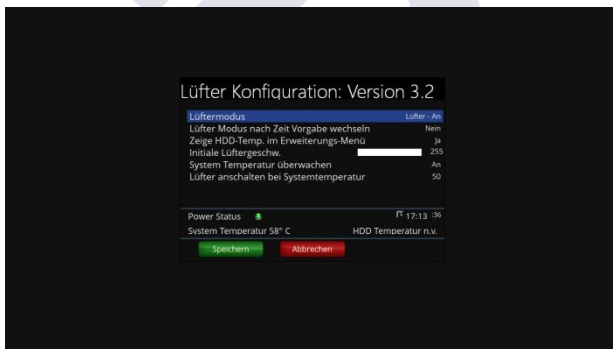 Lüfter Konfiguration: Version 3.2
Lüftermodus Lüfter - An
Lüfter Modus nach Zeit Vorgabe wechseln Nein
Zeige HDD-Temp. im Erweiterungs-Menü Ja
Initiale Lüftergeschw. 255
System Temperatur überwachen An
Lüfter anschalten bei Systemtemperatur 50
Power Status 17:13 :36
System Temperatur 58° C HDD Temperatur n.v.
Speichern Abbrechen